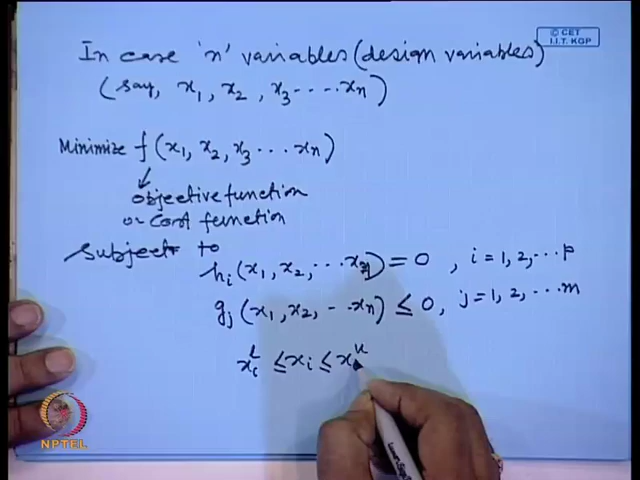 © CET
I.I.T. KGP
In case 'n' variables (design variables)
(say, x₁, x₂, x₃ ---- xₙ)
Minimize f(x₁, x₂, x₃ ... xₙ)
objective function
or cost function
Subject to
hᵢ(x₁, x₂, ... xₙ) = 0 , i = 1, 2, ... p
gⱼ(x₁, x₂, -- xₙ) ≤ 0, j = 1, 2, ... m
xᵢˡ ≤ xᵢ ≤ xᵘ
NPTEL